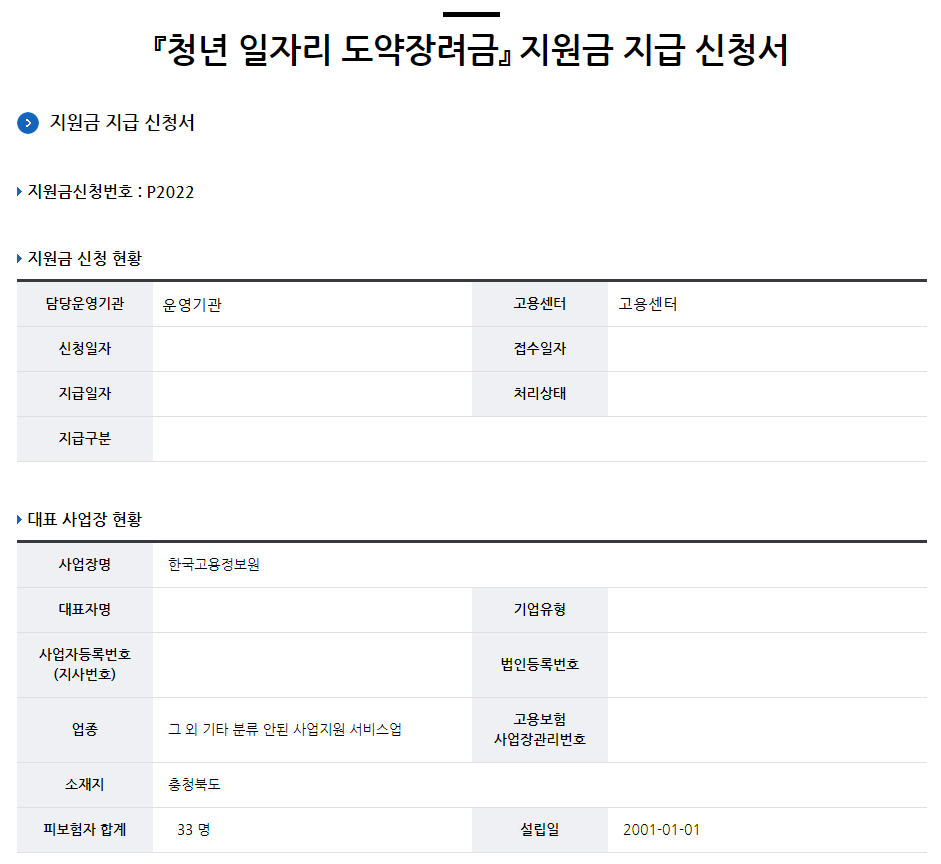 『청년 일자리 도약장려금』 지원금 지급 신청서
지원금 지급 신청서
지원금신청번호 : P2022
지원금 신청 현황
담당운영기관 운영기관 고용센터 고용센터
신청일자 접수일자
지급일자 처리상태
지급구분
대표 사업장 현황
사업장명 한국고용정보원
대표자명 기업유형
사업자등록번호
(지사번호)
법인등록번호
업종 그 외 기타 분류 안된 사업지원 서비스업
고용보험
사업장관리번호
소재지 충청북도
피보험자 합계 33 명 설립일 2001-01-01